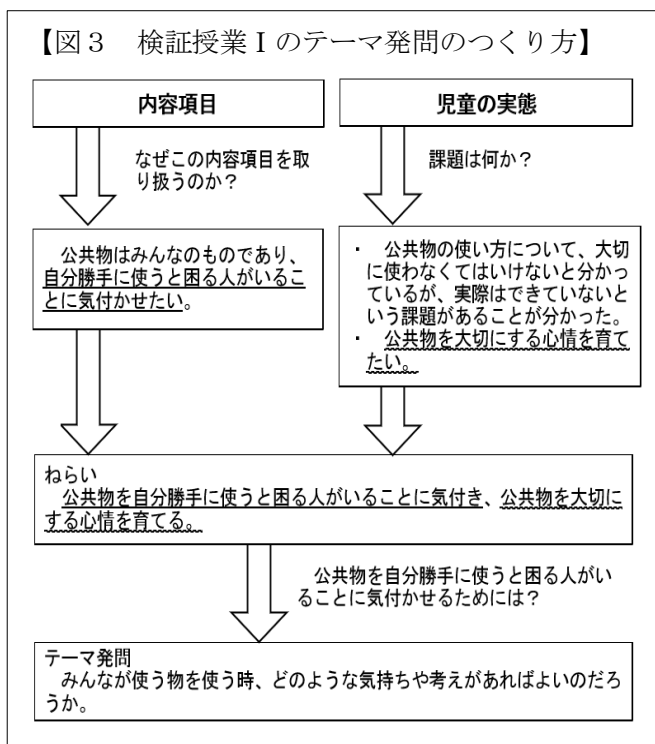 【図３　検証授業Ⅰのテーマ発問のつくり方】
内容項目
児童の実態
なぜこの内容項目を取
り扱うのか？
課題は何か？
公共物はみんなのものであり、
自分勝手に使うと困る人がいるこ
とに気付かせたい。
・　公共物の使い方について、大切
に使わなくてはいけないと分かっ
ているが、実際はできていないと
いう課題があることが分かった。
・　公共物を大切にする心情を育て
たい。
ねらい
公共物を自分勝手に使うと困る人がいることに気付き、公共物を大切に
する心情を育てる。
公共物を自分勝手に使うと困る人がい
ることに気付かせるためには？
テーマ発問
みんなが使う物を使う時、どのような気持ちや考えがあればよいのだろ
うか。